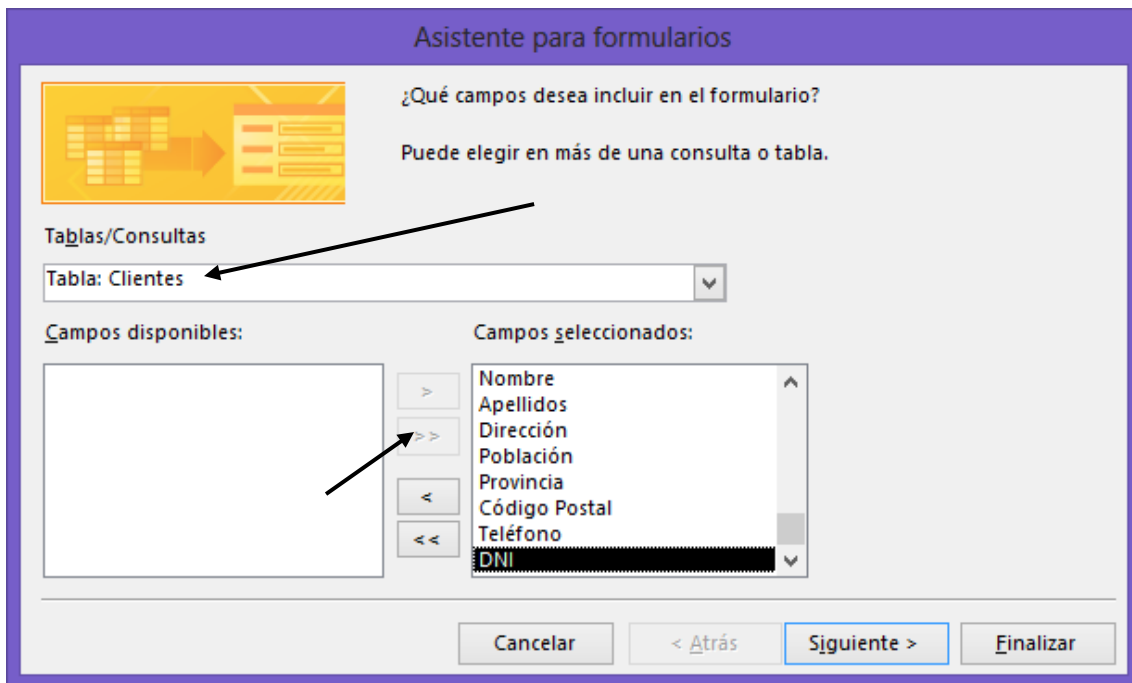 Asistente para formularios
¿Qué campos desea incluir en el formulario?
Puede elegir en más de una consulta o tabla.
Tablas/Consultas
Tabla: Clientes
Campos disponibles:
Campos seleccionados:
>
>>
<
<<
Nombre
Apellidos
Dirección
Población
Provincia
Código Postal
Teléfono
DNI
Cancelar
< Atrás
Siguiente >
Finalizar